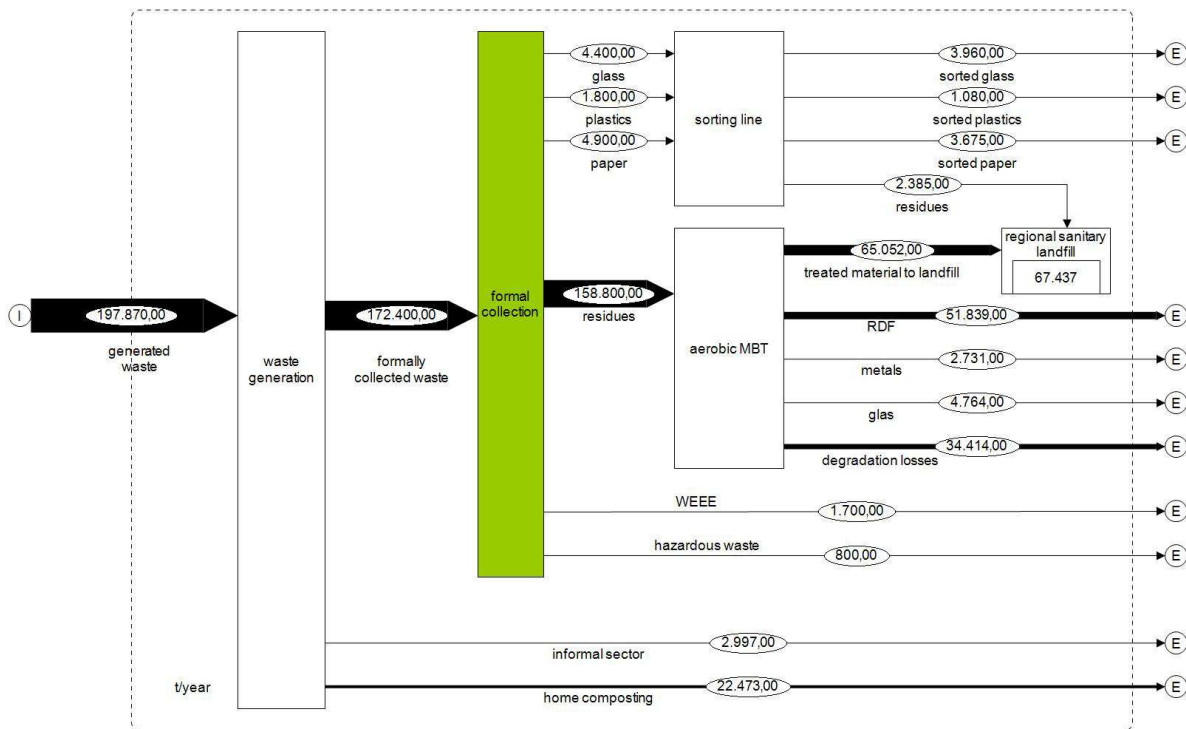 4.400,00
glass
3.960,00
sorted glass
1.800,00
plastics
sorting line
1.080,00
sorted plastics
4.900,00
paper
3.675,00
sorted paper
2.385,00
residues
regional sanitary
landfill
67.437
65.052,00
treated material to landfill
I
197.870,00
generated
waste
waste
generation
172.400,00
formally
collected waste
formal
collection
158.800,00
residues
aerobic MBT
51.839,00
RDF
2.731,00
metals
4.764,00
glas
34.414,00
degradation losses
WEEE
1.700,00
hazardous waste
800,00
2.997,00
informal sector
t/year
22.473,00
home composting
E
E
E
E
E
E
E
E
E
E
E